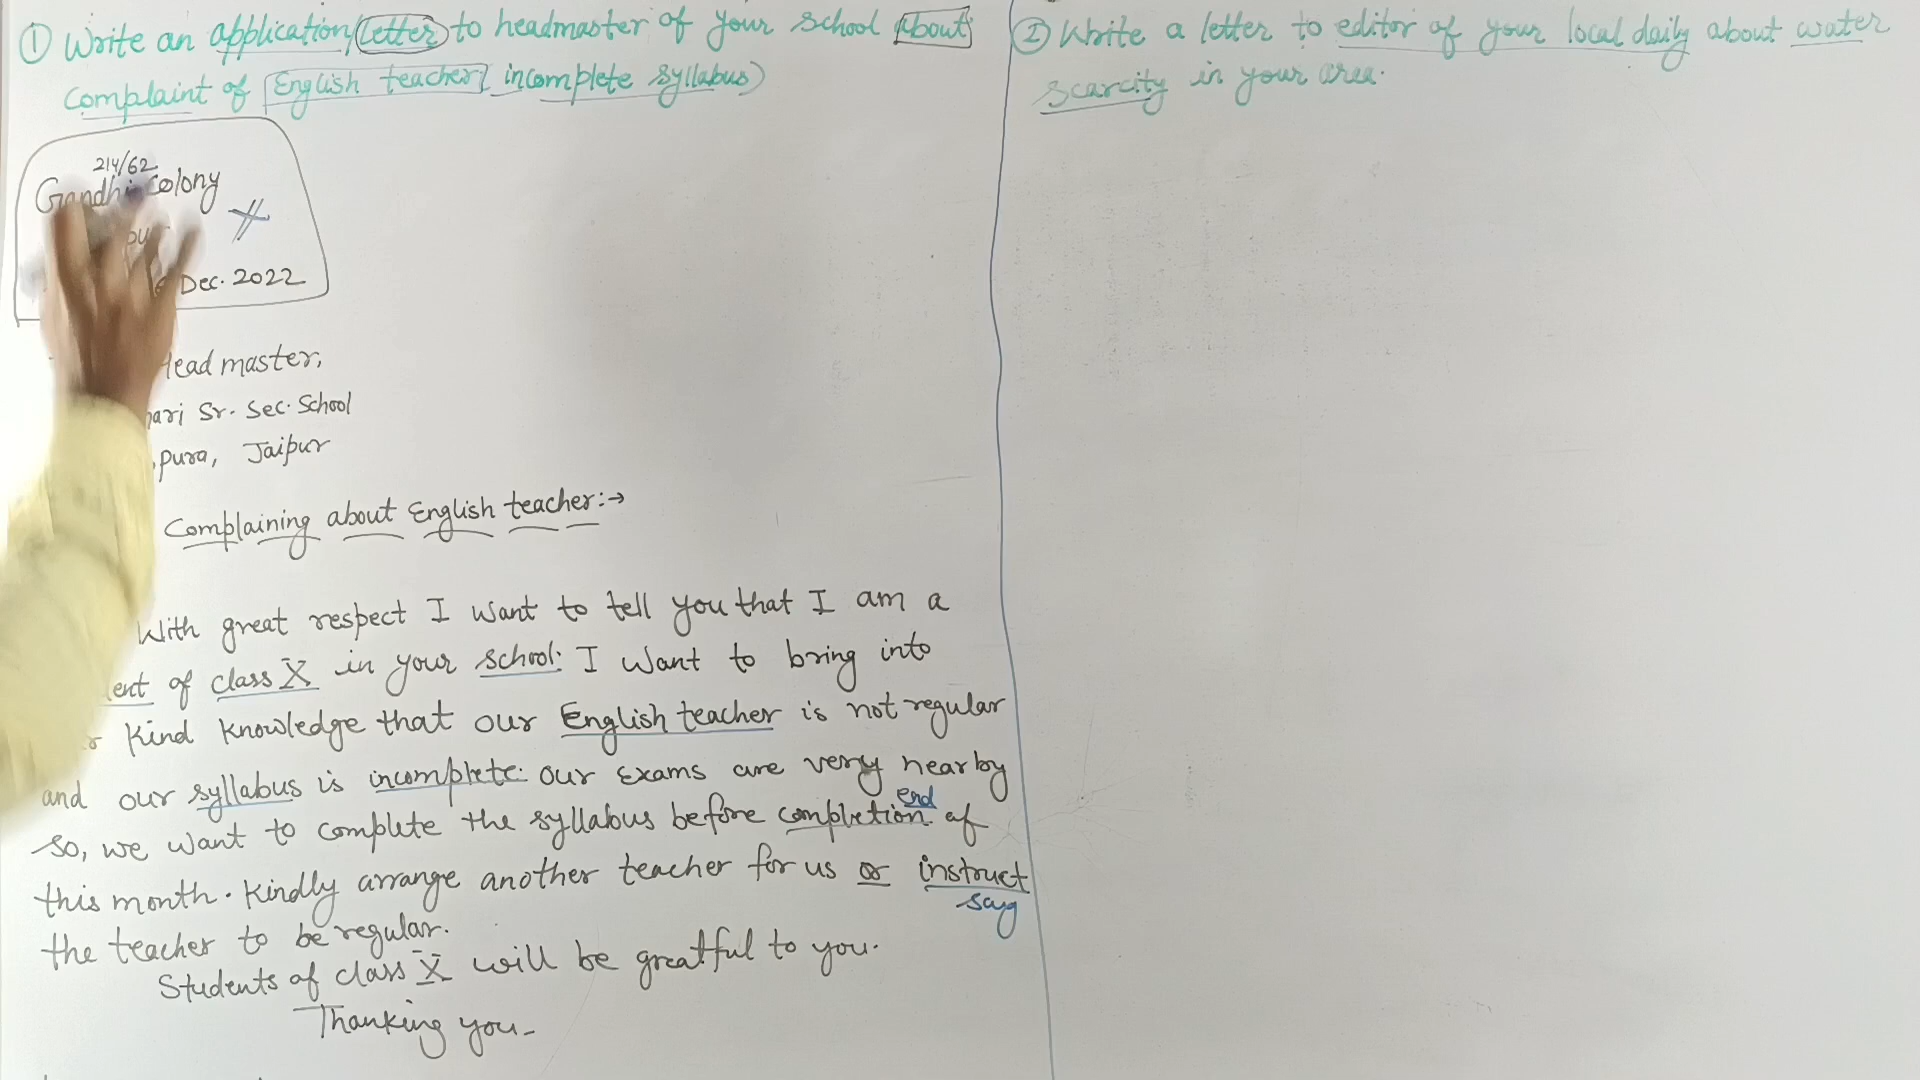 ① Write an application/letter to headmaster of your school about
Complaint of English teacher, incomplete syllabus)
214/62
Gandhi Colony
Dec. 2022
Head master,
Sr. Sec. School
Jaipur
Complaining about English teacher:→
With great respect I want to tell you that I am a
of class X in your school. I want to bring into
kind knowledge that our English teacher is not regular
and our syllabus is incomplete. our exams are very nearby
end
so, we want to complete the syllabus before completion of
this month. Kindly arrange another teacher for us or instruct
say
the teacher to be regular.
Students of class X will be greatful to you.
Thanking you-
② Write a letter to editor of your local daily about water
scarcity in your area.